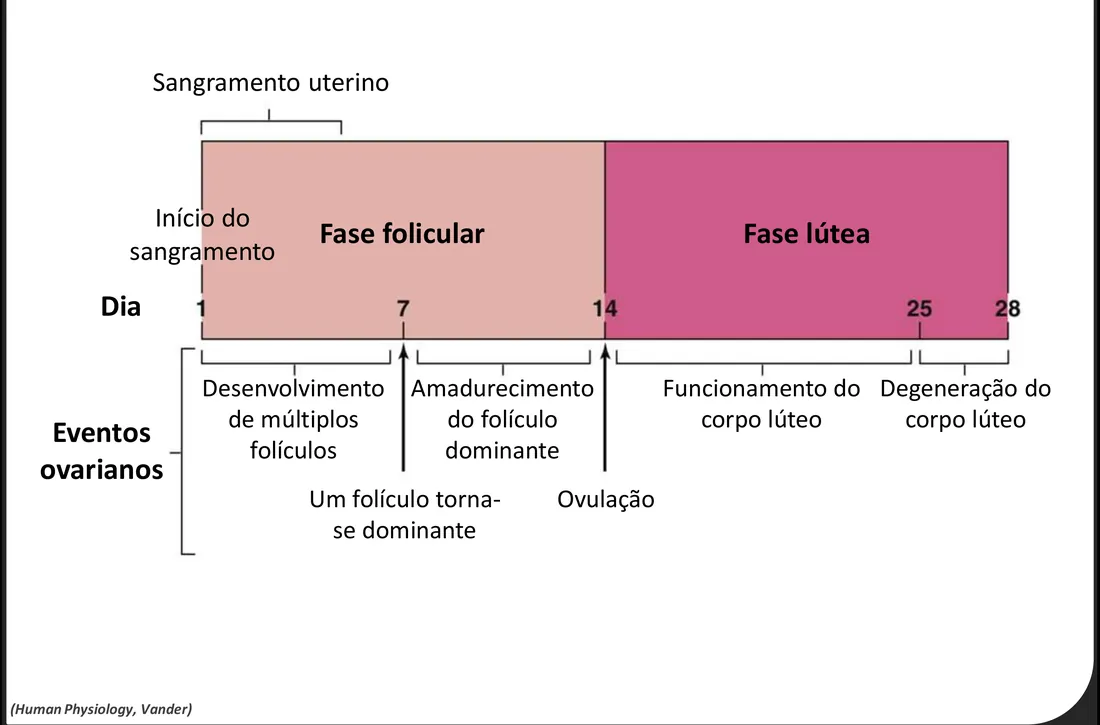 Sangramento uterino
Início do
sangramento
Fase folicular
Fase lútea
Dia
1
7
14
25
28
Eventos
ovarianos
Desenvolvimento
de múltiplos
folículos
Amadurecimento
do folículo
dominante
Funcionamento do
corpo lúteo
Degeneração do
corpo lúteo
Um folículo torna-
se dominante
Ovulação
(Human Physiology, Vander)